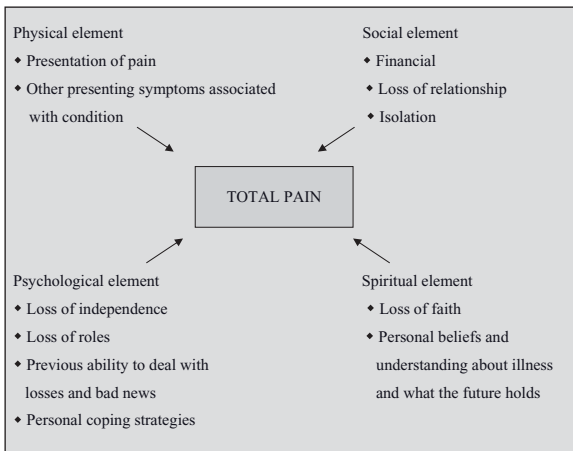 Physical element
◆ Presentation of pain
◆ Other presenting symptoms associated
with condition
Social element
◆ Financial
◆ Loss of relationship
◆ Isolation
TOTAL PAIN
Psychological element
◆ Loss of independence
◆ Loss of roles
◆ Previous ability to deal with
losses and bad news
◆ Personal coping strategies
Spiritual element
◆ Loss of faith
◆ Personal beliefs and
understanding about illness
and what the future holds